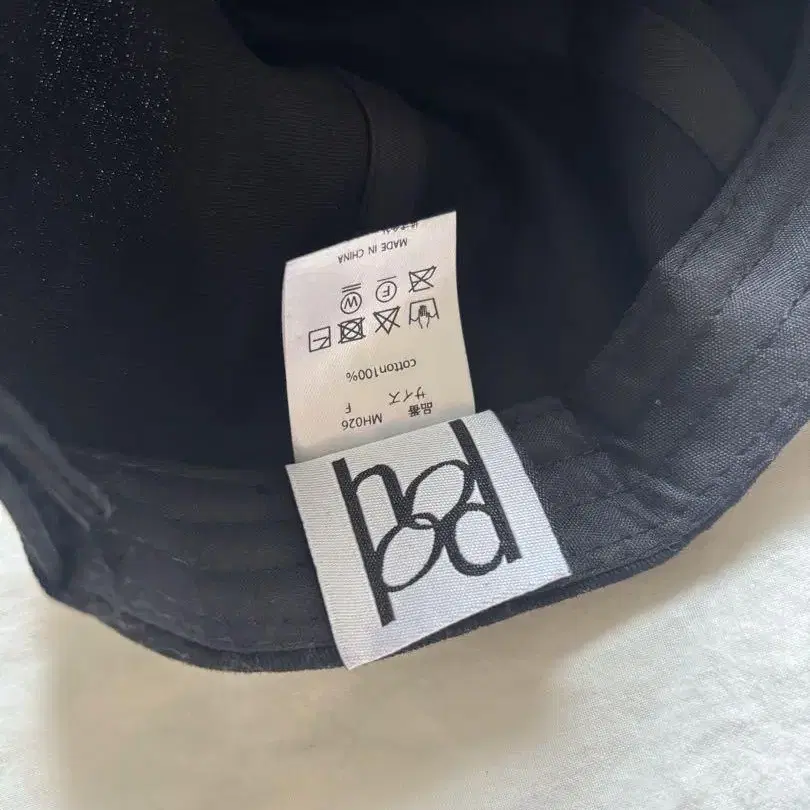 品番 MH026
サイズ F
cotton100%
F
W
MADE IN CHINA